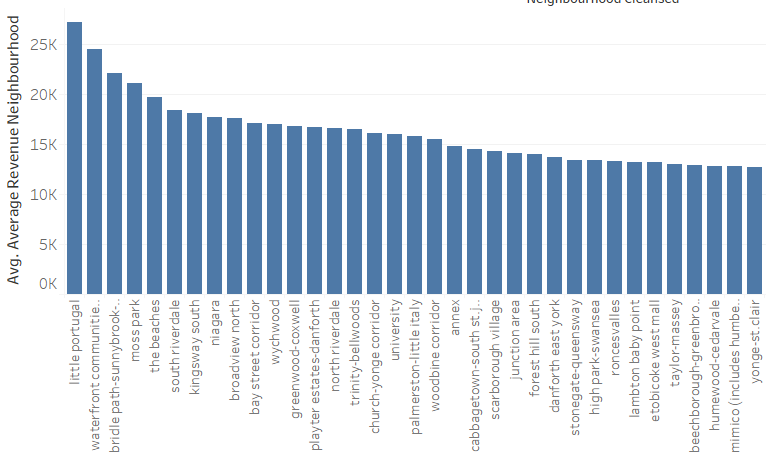 Neighbourhood cleansed
Avg. Average Revenue Neighbourhood
25K
20K
15K
10K
5K
0K
little portugal
waterfront communitie..
bridle path-sunnybrook-..
moss park
the beaches
south riverdale
kingsway south
niagara
broadview north
bay street corridor
wychwood
greenwood-coxwell
playter estates-danforth
north riverdale
trinity-bellwoods
church-yonge corridor
university
palmerston-little italy
woodbine corridor
annex
cabbagetown-south st.j..
scarborough village
junction area
forest hill south
danforth east york
stonegate-queensway
high park-swansea
roncesvalles
lambton baby point
etobicoke west mall
taylor-massey
beechborough-greenbro..
humewood-cedarvale
mimico (includes humbe..
yonge-st.clair